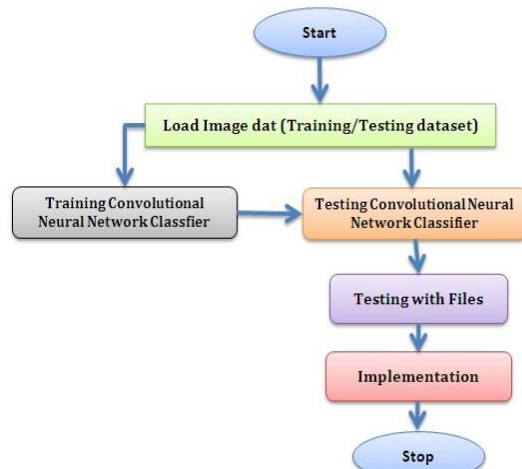 Start
Load Image dat (Training/Testing dataset)
Training Convolutional
Neural Network Classfier
Testing Convolutional Neural
Network Classifier
Testing with Files
Implementation
Stop